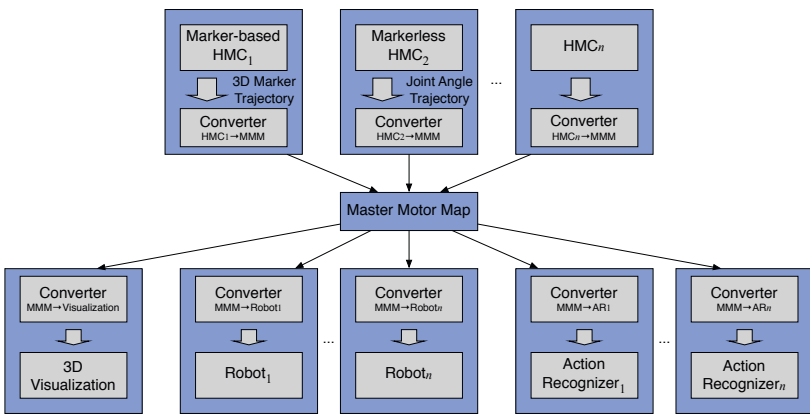 Marker-based
HMC1
3D Marker
Trajectory
Converter
HMC1→MMM
Markerless
HMC2
Joint Angle
Trajectory
Converter
HMC2→MMM
...
HMCn
Converter
HMCn→MMM
Master Motor Map
Converter
MMM→Visualization
3D
Visualization
Converter
MMM→Robot1
Robot1
...
Converter
MMM→Robotn
Robotn
Converter
MMM→AR1
Action
Recognizer1
...
Converter
MMM→ARn
Action
Recognizern